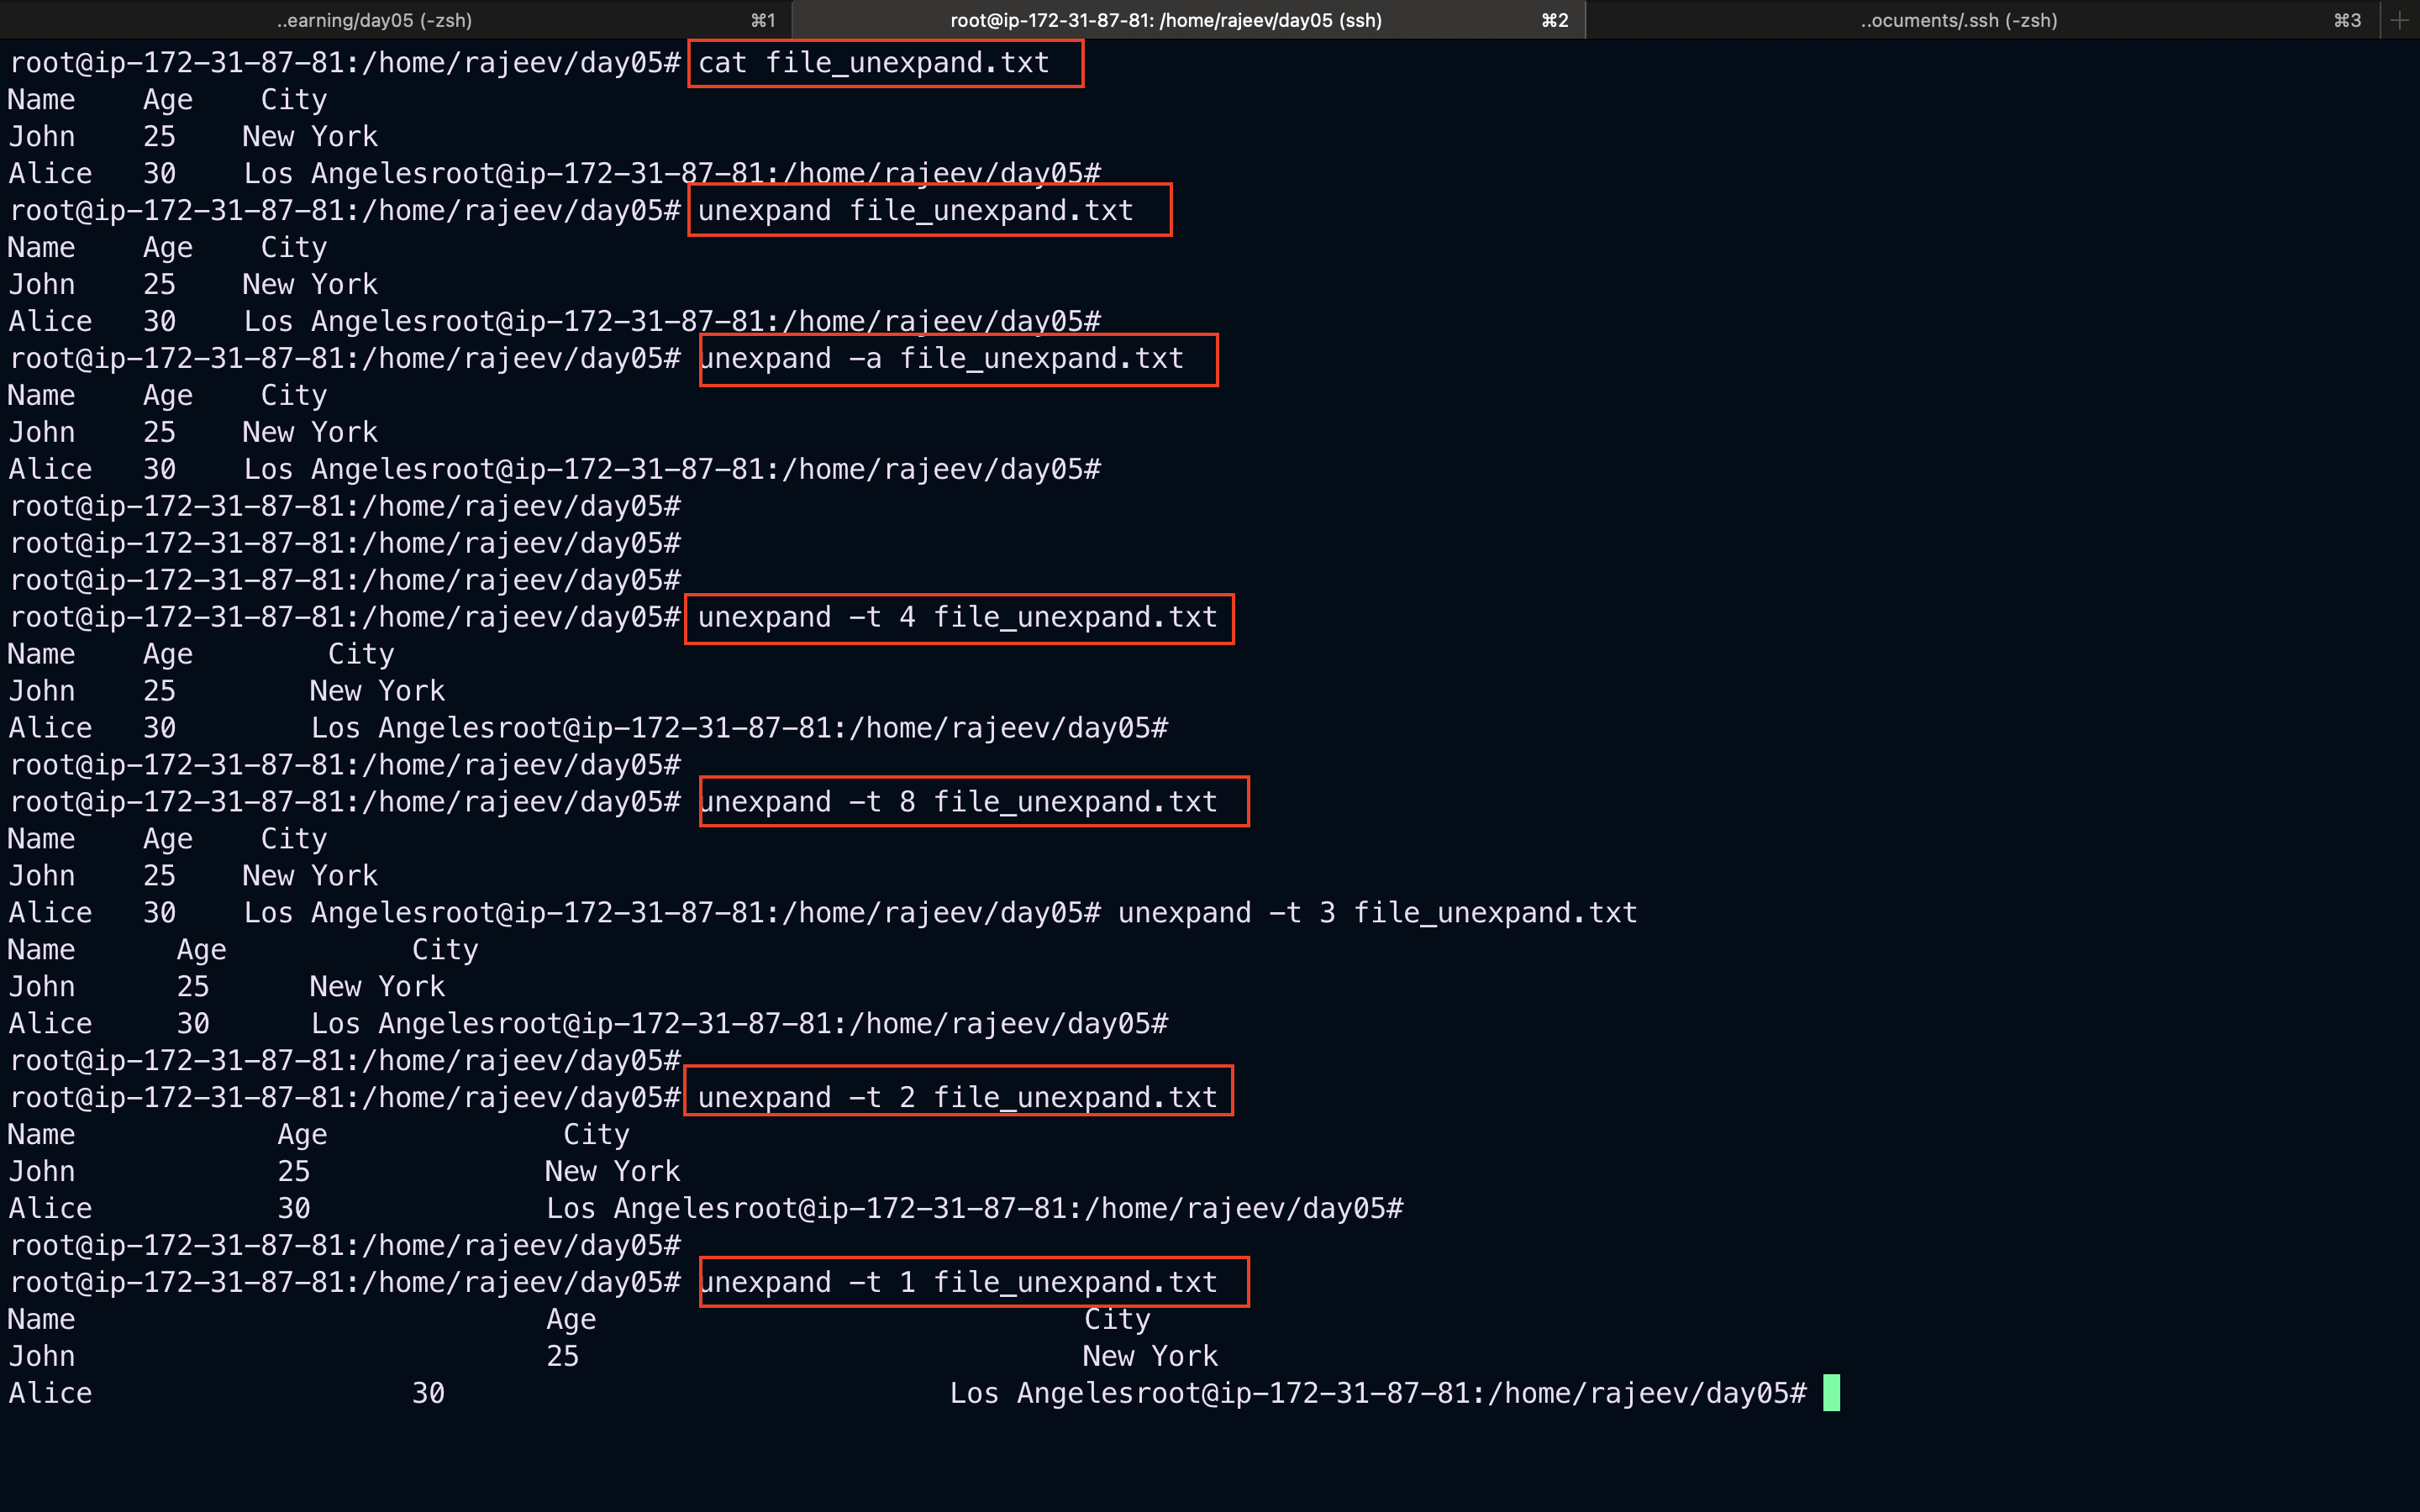 ..earning/day05 (-zsh) ⌘1 root@ip-172-31-87-81: /home/rajeev/day05 (ssh) ⌘2 ..ocuments/.ssh (-zsh) ⌘3 +
root@ip-172-31-87-81:/home/rajeev/day05# cat file_unexpand.txt
Name    Age    City
John    25    New York
Alice   30    Los Angelesroot@ip-172-31-87-81:/home/rajeev/day05#
root@ip-172-31-87-81:/home/rajeev/day05# unexpand file_unexpand.txt
Name    Age    City
John    25    New York
Alice   30    Los Angelesroot@ip-172-31-87-81:/home/rajeev/day05#
root@ip-172-31-87-81:/home/rajeev/day05# unexpand -a file_unexpand.txt
Name    Age    City
John    25    New York
Alice   30    Los Angelesroot@ip-172-31-87-81:/home/rajeev/day05#
root@ip-172-31-87-81:/home/rajeev/day05#
root@ip-172-31-87-81:/home/rajeev/day05#
root@ip-172-31-87-81:/home/rajeev/day05#
root@ip-172-31-87-81:/home/rajeev/day05# unexpand -t 4 file_unexpand.txt
Name    Age        City
John    25        New York
Alice   30        Los Angelesroot@ip-172-31-87-81:/home/rajeev/day05#
root@ip-172-31-87-81:/home/rajeev/day05#
root@ip-172-31-87-81:/home/rajeev/day05# unexpand -t 8 file_unexpand.txt
Name    Age    City
John    25    New York
Alice   30    Los Angelesroot@ip-172-31-87-81:/home/rajeev/day05# unexpand -t 3 file_unexpand.txt
Name      Age           City
John      25      New York
Alice     30      Los Angelesroot@ip-172-31-87-81:/home/rajeev/day05#
root@ip-172-31-87-81:/home/rajeev/day05#
root@ip-172-31-87-81:/home/rajeev/day05# unexpand -t 2 file_unexpand.txt
Name            Age              City
John            25              New York
Alice           30              Los Angelesroot@ip-172-31-87-81:/home/rajeev/day05#
root@ip-172-31-87-81:/home/rajeev/day05#
root@ip-172-31-87-81:/home/rajeev/day05# unexpand -t 1 file_unexpand.txt
Name                            Age                             City
John                            25                              New York
Alice                   30                              Los Angelesroot@ip-172-31-87-81:/home/rajeev/day05#